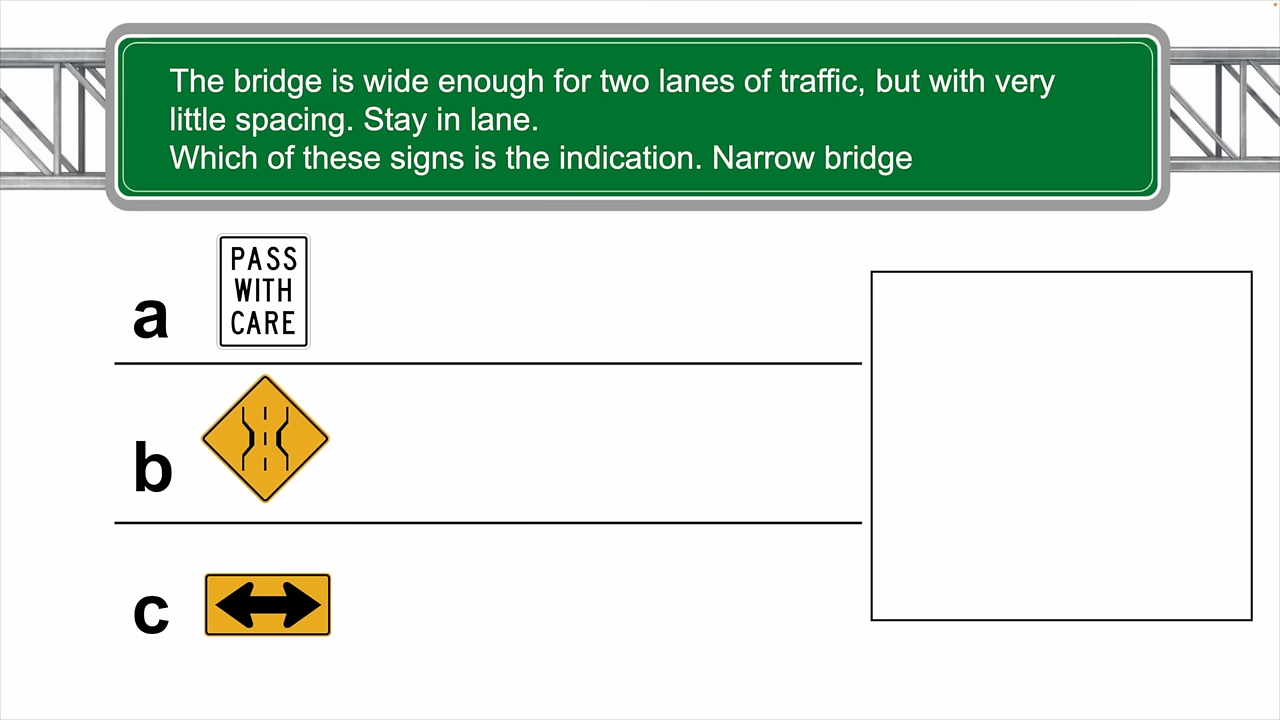 The bridge is wide enough for two lanes of traffic, but with very
little spacing. Stay in lane.
Which of these signs is the indication. Narrow bridge
a
PASS
WITH
CARE
b
c